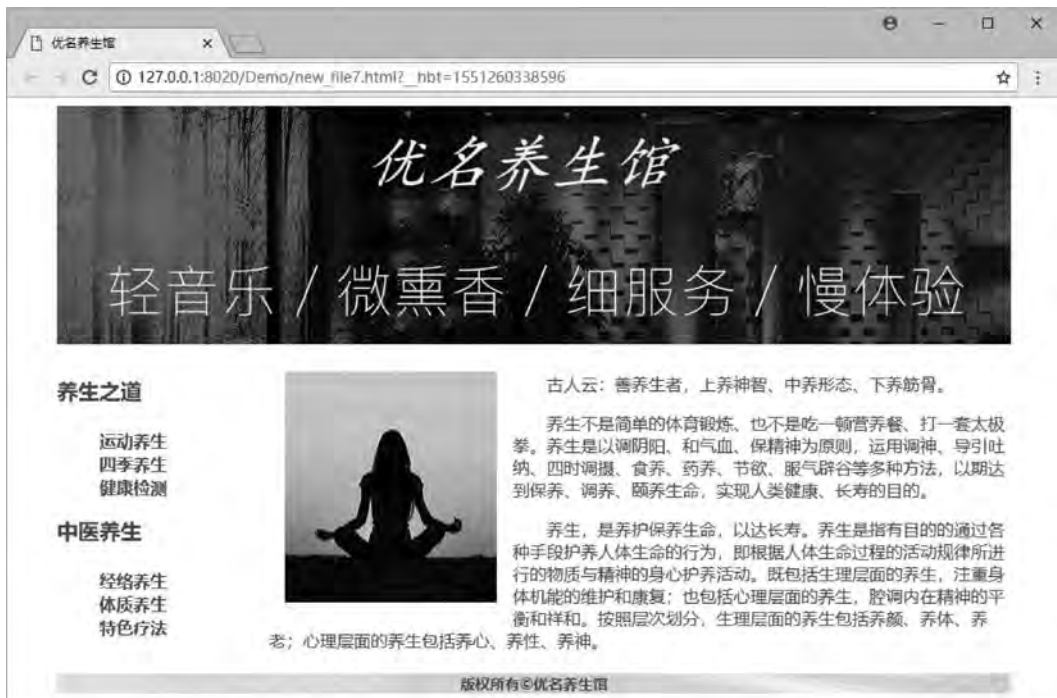 优名养生馆
127.0.0.1:8020/Demo/new_file7.html?__hbt=1551260338596
优名养生馆
轻音乐 / 微熏香 / 细服务 / 慢体验
养生之道
运动养生
四季养生
健康检测
中医养生
经络养生
体质养生
特色疗法
古人云：善养生者，上养神智、中养形态、下养筋骨。
养生不是简单的体育锻炼、也不是吃一顿营养餐、打一套太极
拳。养生是以调阴阳、和气血、保精神为原则，运用调神、导引吐
纳、四时调摄、食养、药养、节欲、服气辟谷等多种方法，以期达
到保养、调养、颐养生命，实现人类健康、长寿的目的。
养生，是养护保养生命，以达长寿。养生是指有目的的通过各
种手段护养人体生命的行为，即根据人体生命过程的活动规律所进
行的物质与精神的身心护养活动。既包括生理层面的养生，注重身
体机能的维护和康复；也包括心理层面的养生，腔调内在精神的平
衡和祥和。按照层次划分，生理层面的养生包括养颜、养体、养
老；心理层面的养生包括养心、养性、养神。
版权所有©优名养生馆